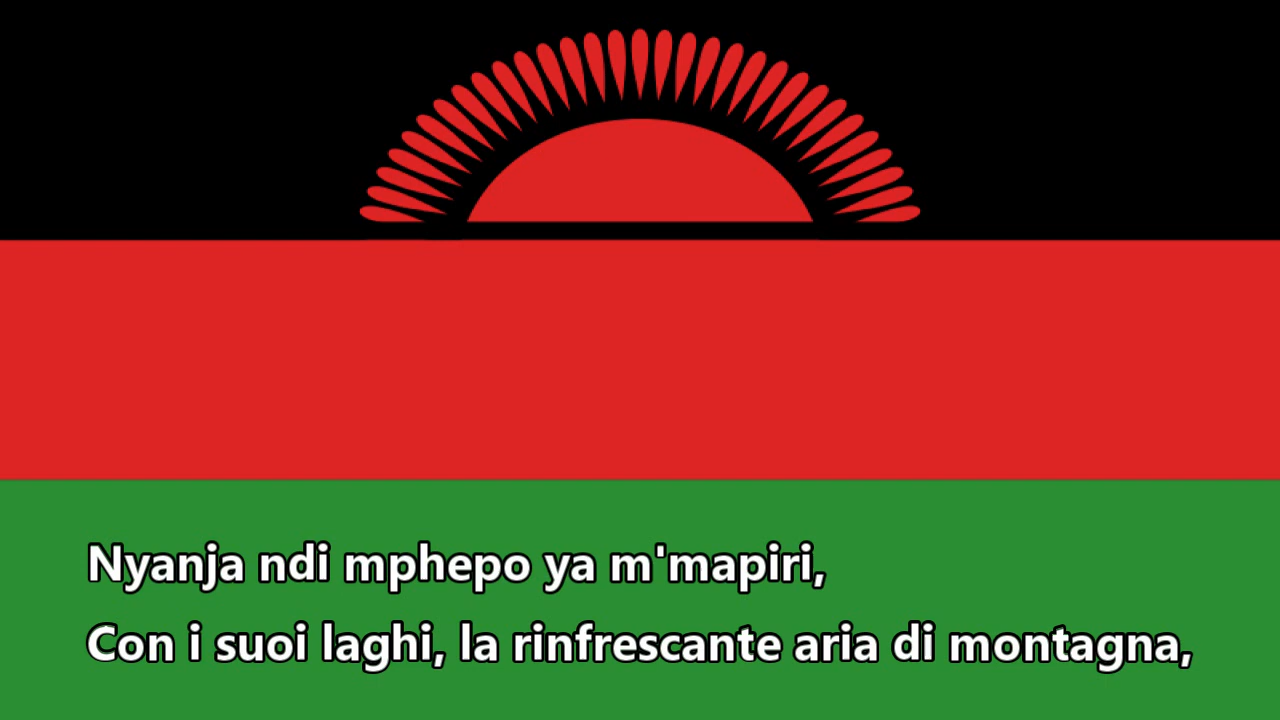 Nyanja ndi mphepo ya m'mapiri,
Con i suoi laghi, la rinfrescante aria di montagna,